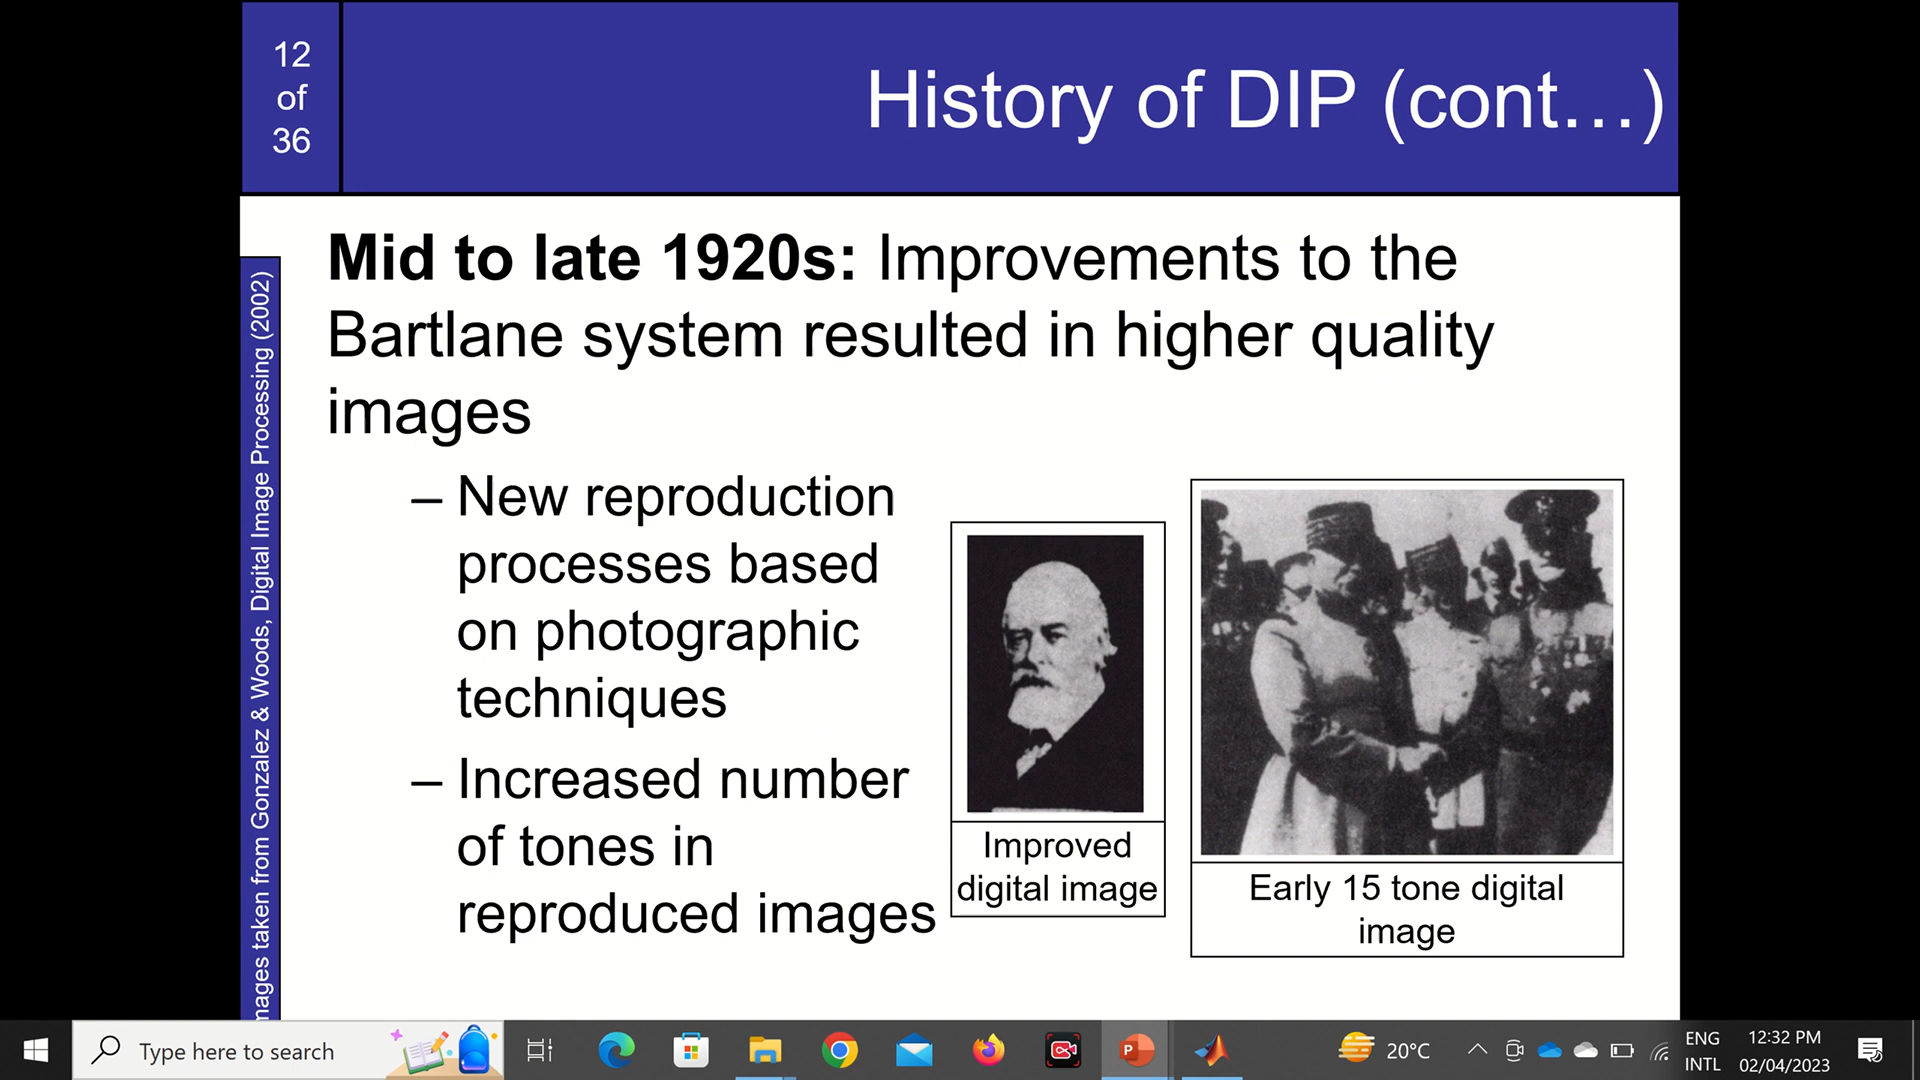 12
of
36
History of DIP (cont…)
mages taken from Gonzalez & Woods, Digital Image Processing (2002)
Mid to late 1920s: Improvements to the
Bartlane system resulted in higher quality
images
– New reproduction
processes based
on photographic
techniques
– Increased number
of tones in
reproduced images
Improved
digital image
Early 15 tone digital
image
Type here to search
P
20°C
ENG
INTL
12:32 PM
02/04/2023